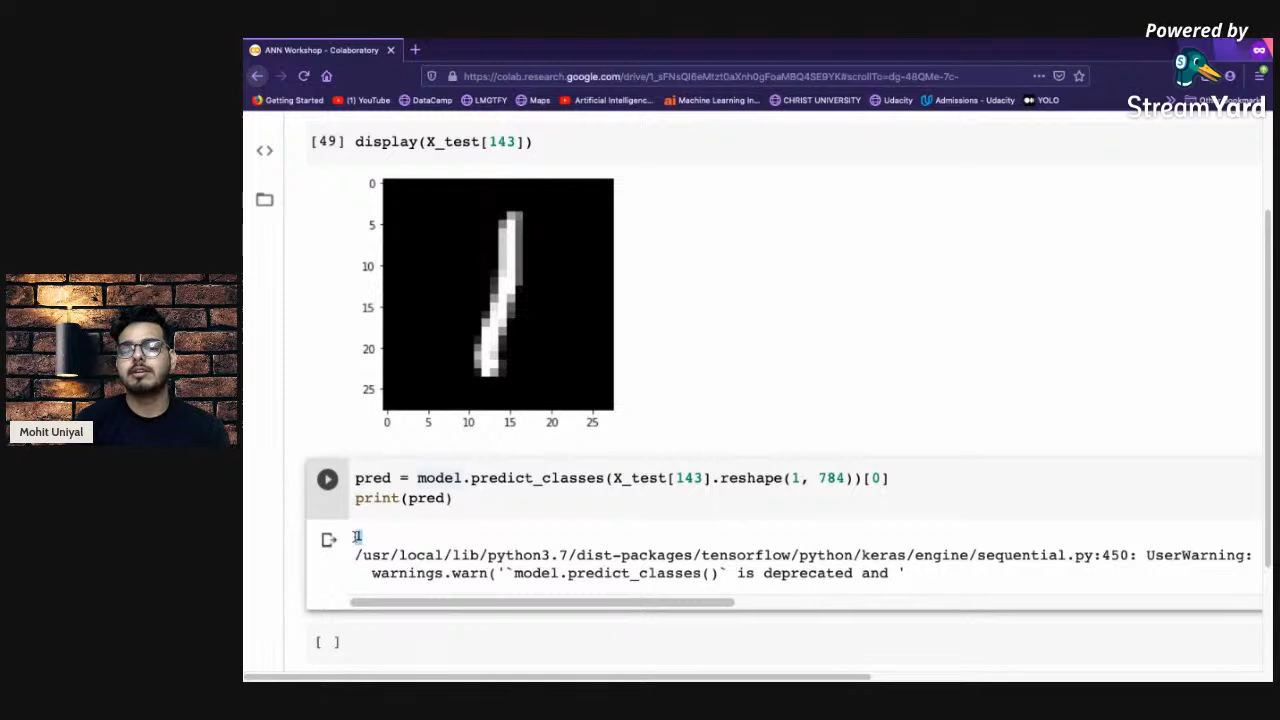 Powered by
StreamYard
ANN Workshop - Colaboratory
https://colab.research.google.com/drive/1_sFNsQI6eMtzt0aXnh0gFoaMBQ4SE9YK#scrollTo=dg-48QMe-7c-
Getting Started
(1) YouTube
DataCamp
LMGTFY
Maps
Artificial Intelligenc...
Machine Learning In...
CHRIST UNIVERSITY
Udacity
Admissions - Udacity
YOLO
[49] display(X_test[143])
0
5
10
15
20
25
0 5 10 15 20 25
Mohit Uniyal
pred = model.predict_classes(X_test[143].reshape(1, 784))[0]
print(pred)
1
/usr/local/lib/python3.7/dist-packages/tensorflow/python/keras/engine/sequential.py:450: UserWarning:
warnings.warn('`model.predict_classes()` is deprecated and '
[ ]